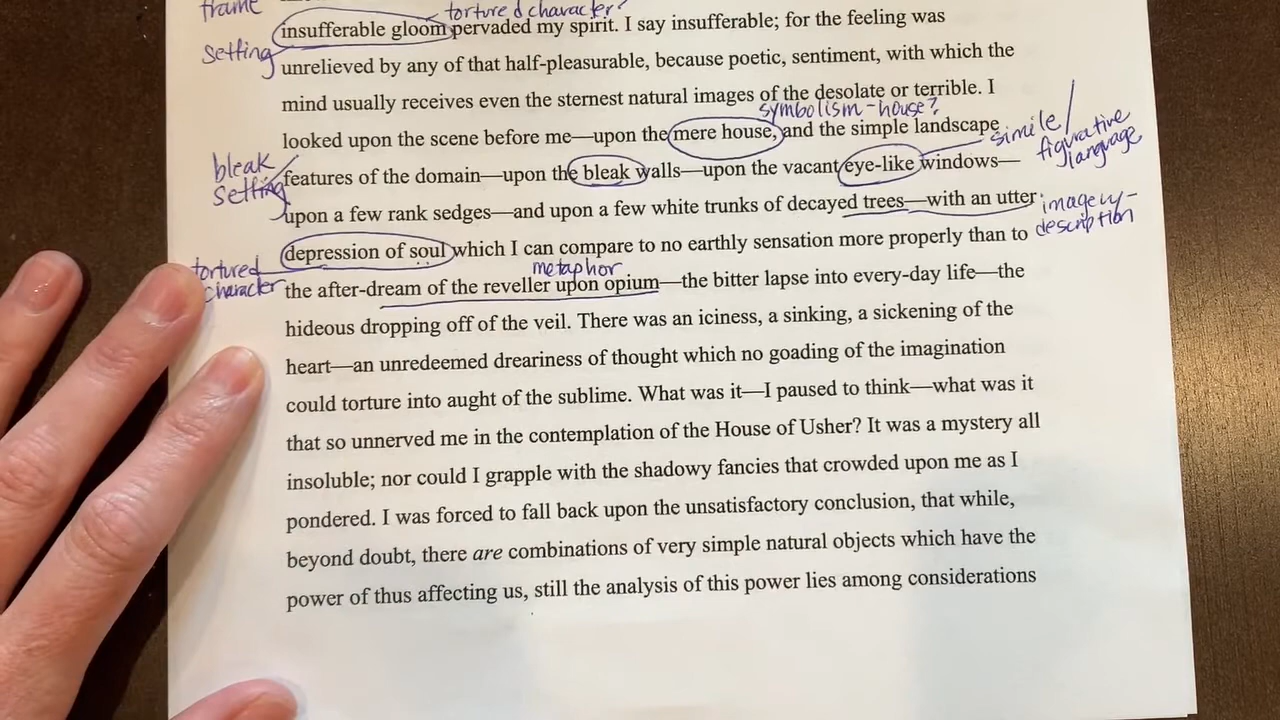 frame
tortured character?
insufferable gloom pervaded my spirit. I say insufferable; for the feeling was
setting
unrelieved by any of that half-pleasurable, because poetic, sentiment, with which the
mind usually receives even the sternest natural images of the desolate or terrible. I
symbolism - house?
looked upon the scene before me—upon the mere house, and the simple landscape
simile/
figurative
language
bleak
setting
features of the domain—upon the bleak walls—upon the vacant eye-like windows—
upon a few rank sedges—and upon a few white trunks of decayed trees—with an utter
imagery-
description
depression of soul which I can compare to no earthly sensation more properly than to
tortured
character
metaphor
the after-dream of the reveller upon opium—the bitter lapse into every-day life—the
hideous dropping off of the veil. There was an iciness, a sinking, a sickening of the
heart—an unredeemed dreariness of thought which no goading of the imagination
could torture into aught of the sublime. What was it—I paused to think—what was it
that so unnerved me in the contemplation of the House of Usher? It was a mystery all
insoluble; nor could I grapple with the shadowy fancies that crowded upon me as I
pondered. I was forced to fall back upon the unsatisfactory conclusion, that while,
beyond doubt, there are combinations of very simple natural objects which have the
power of thus affecting us, still the analysis of this power lies among considerations